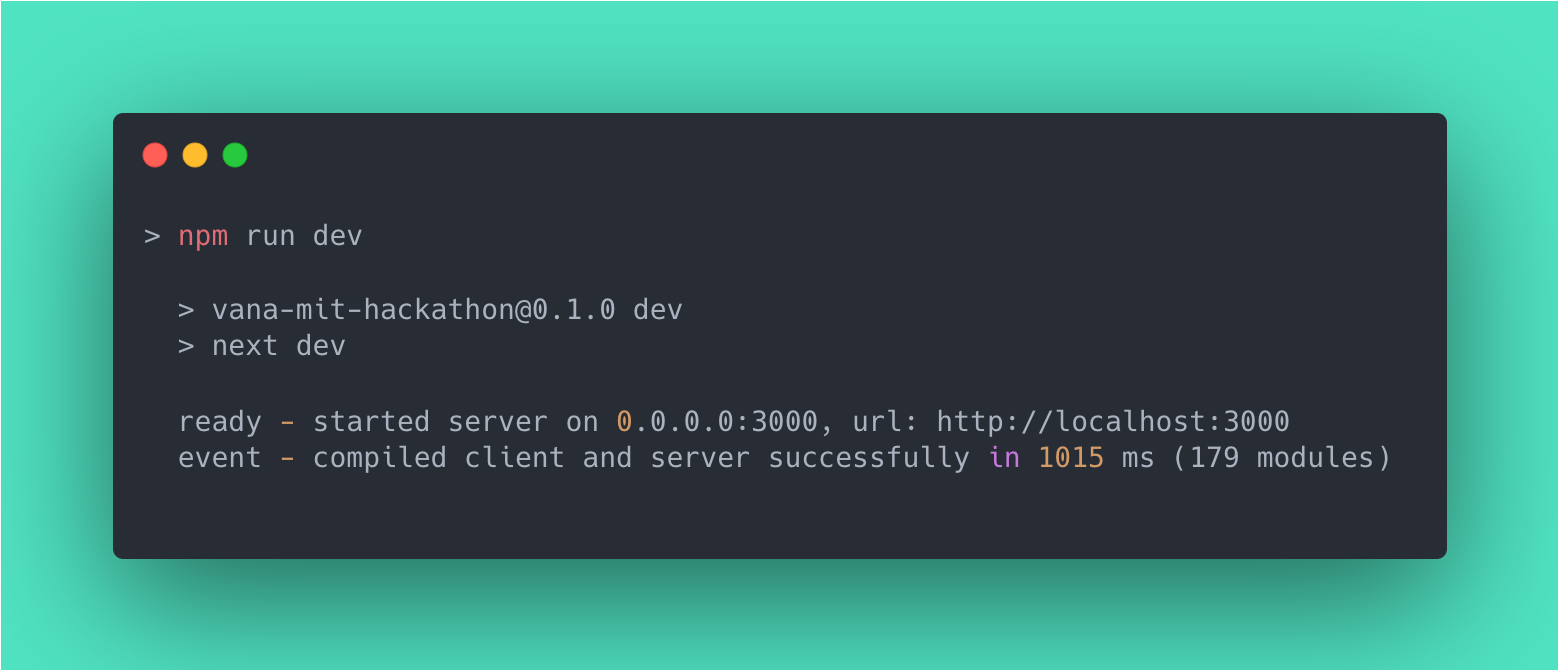 > npm run dev
> vana-mit-hackathon@0.1.0 dev
> next dev
ready - started server on 0.0.0.0:3000, url: http://localhost:3000
event - compiled client and server successfully in 1015 ms (179 modules)